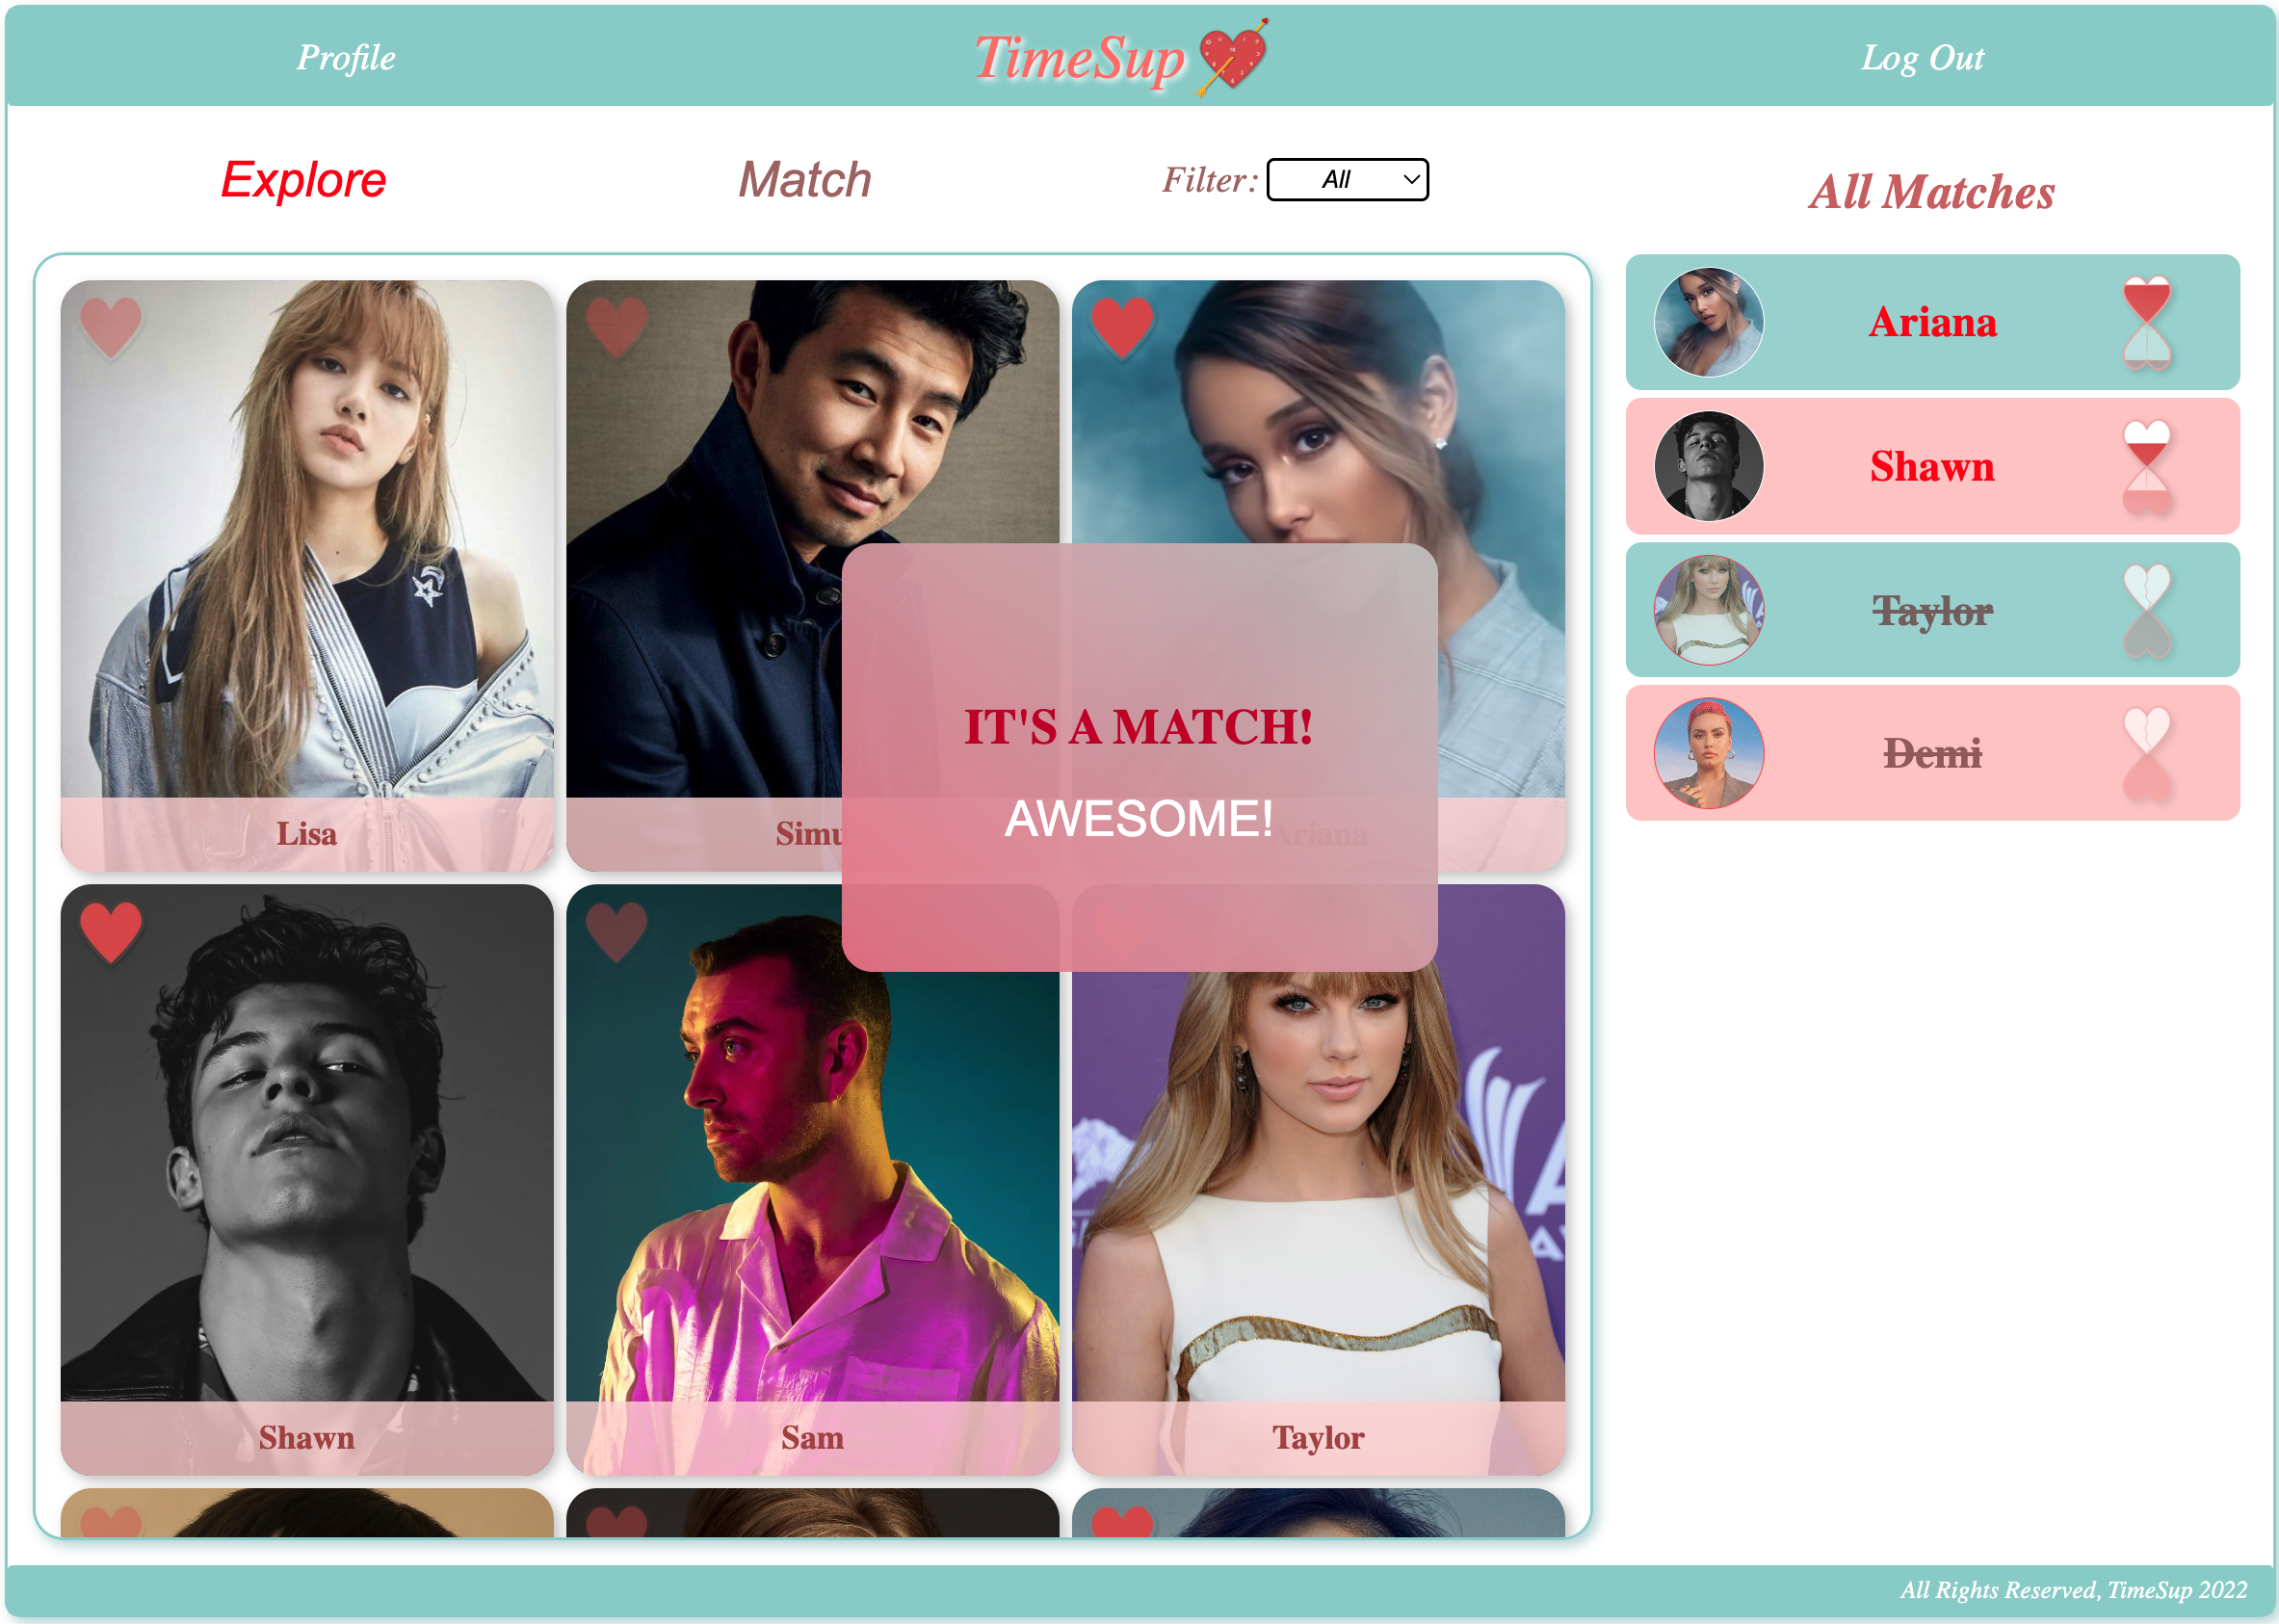 Profile
TimeSup
Log Out
Explore
Match
Filter:
All
All Matches
Ariana
Shawn
Taylor
Demi
Lisa
Simu
Ariana
IT'S A MATCH!
AWESOME!
Shawn
Sam
Taylor
All Rights Reserved, TimeSup 2022